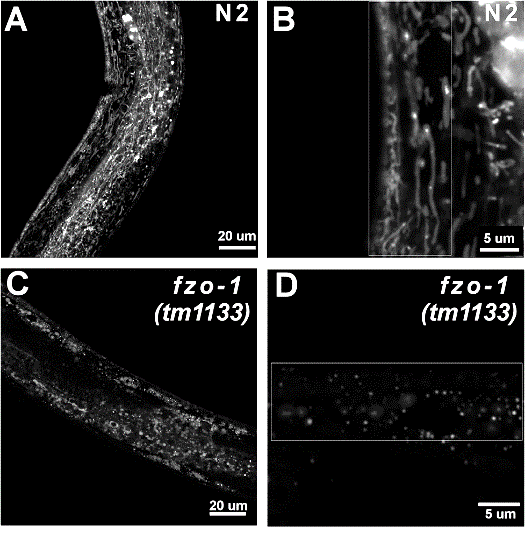 A N2
20 um
B N2
5 um
C fzo-1
(tm1133)
20 um
D fzo-1
(tm1133)
5 um